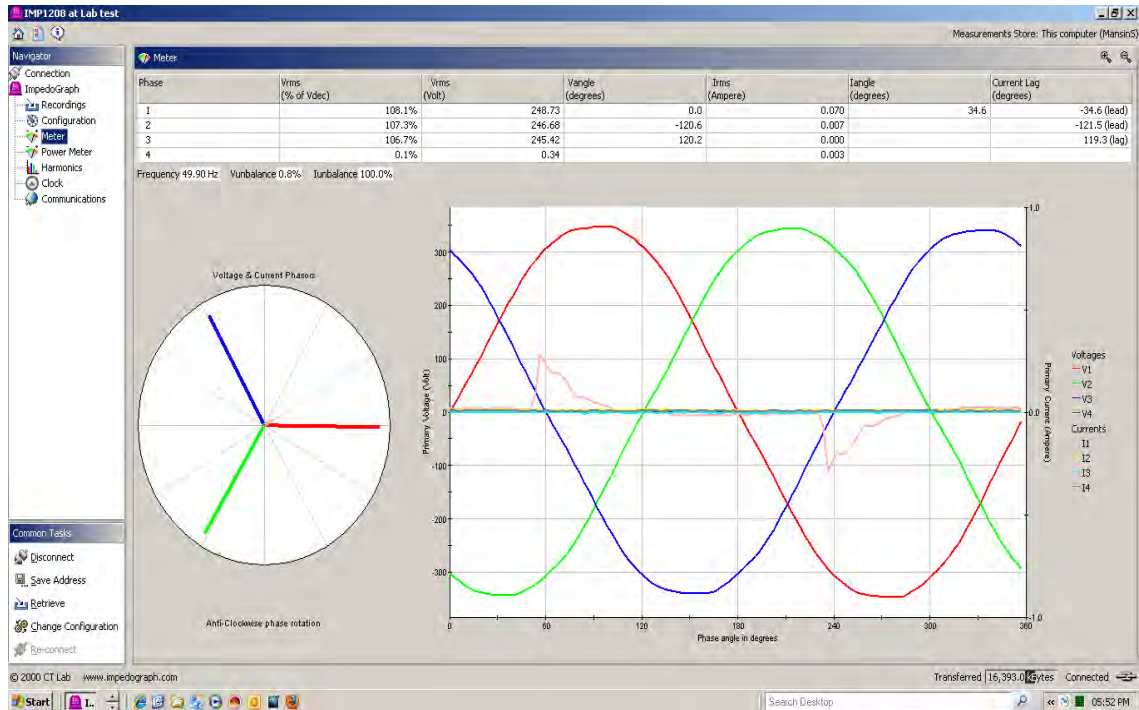 IMP1208 at Lab test
Measurements Store: This computer (MansinS)
Navigator
Connection
ImpedoGraph
Recordings
Configuration
Meter
Power Meter
Harmonics
Clock
Communications
Meter
Phase Vrms (% of Vdec) Vrms (Volt) Vangle (degrees) Irms (Ampere) Iangle (degrees) Current Lag (degrees)
1 108.1% 248.73 0.0 0.070 34.6 -34.6 (lead)
2 107.3% 246.68 -120.6 0.007 -121.5 (lead)
3 106.7% 245.42 120.2 0.000 119.3 (lag)
4 0.1% 0.34 0.003
Frequency 49.90 Hz Vunbalance 0.8% Iunbalance 100.0%
Voltage & Current Phasors
Anti-Clockwise phase rotation
Primary Voltage (Volt)
300
200
100
0
-100
-200
-300
0 60 120 180 240 300 360
Phase angle in degrees
1.0
0.0
-1.0
Primary Current (Ampere)
Voltages
V1
V2
V3
V4
Currents
I1
I2
I3
I4
Common Tasks
Disconnect
Save Address
Retrieve
Change Configuration
Re-connect
© 2000 CT Lab www.impedograph.com
Transferred 16,393.0 kBytes Connected
Start I.. Search Desktop « 05:52 PM